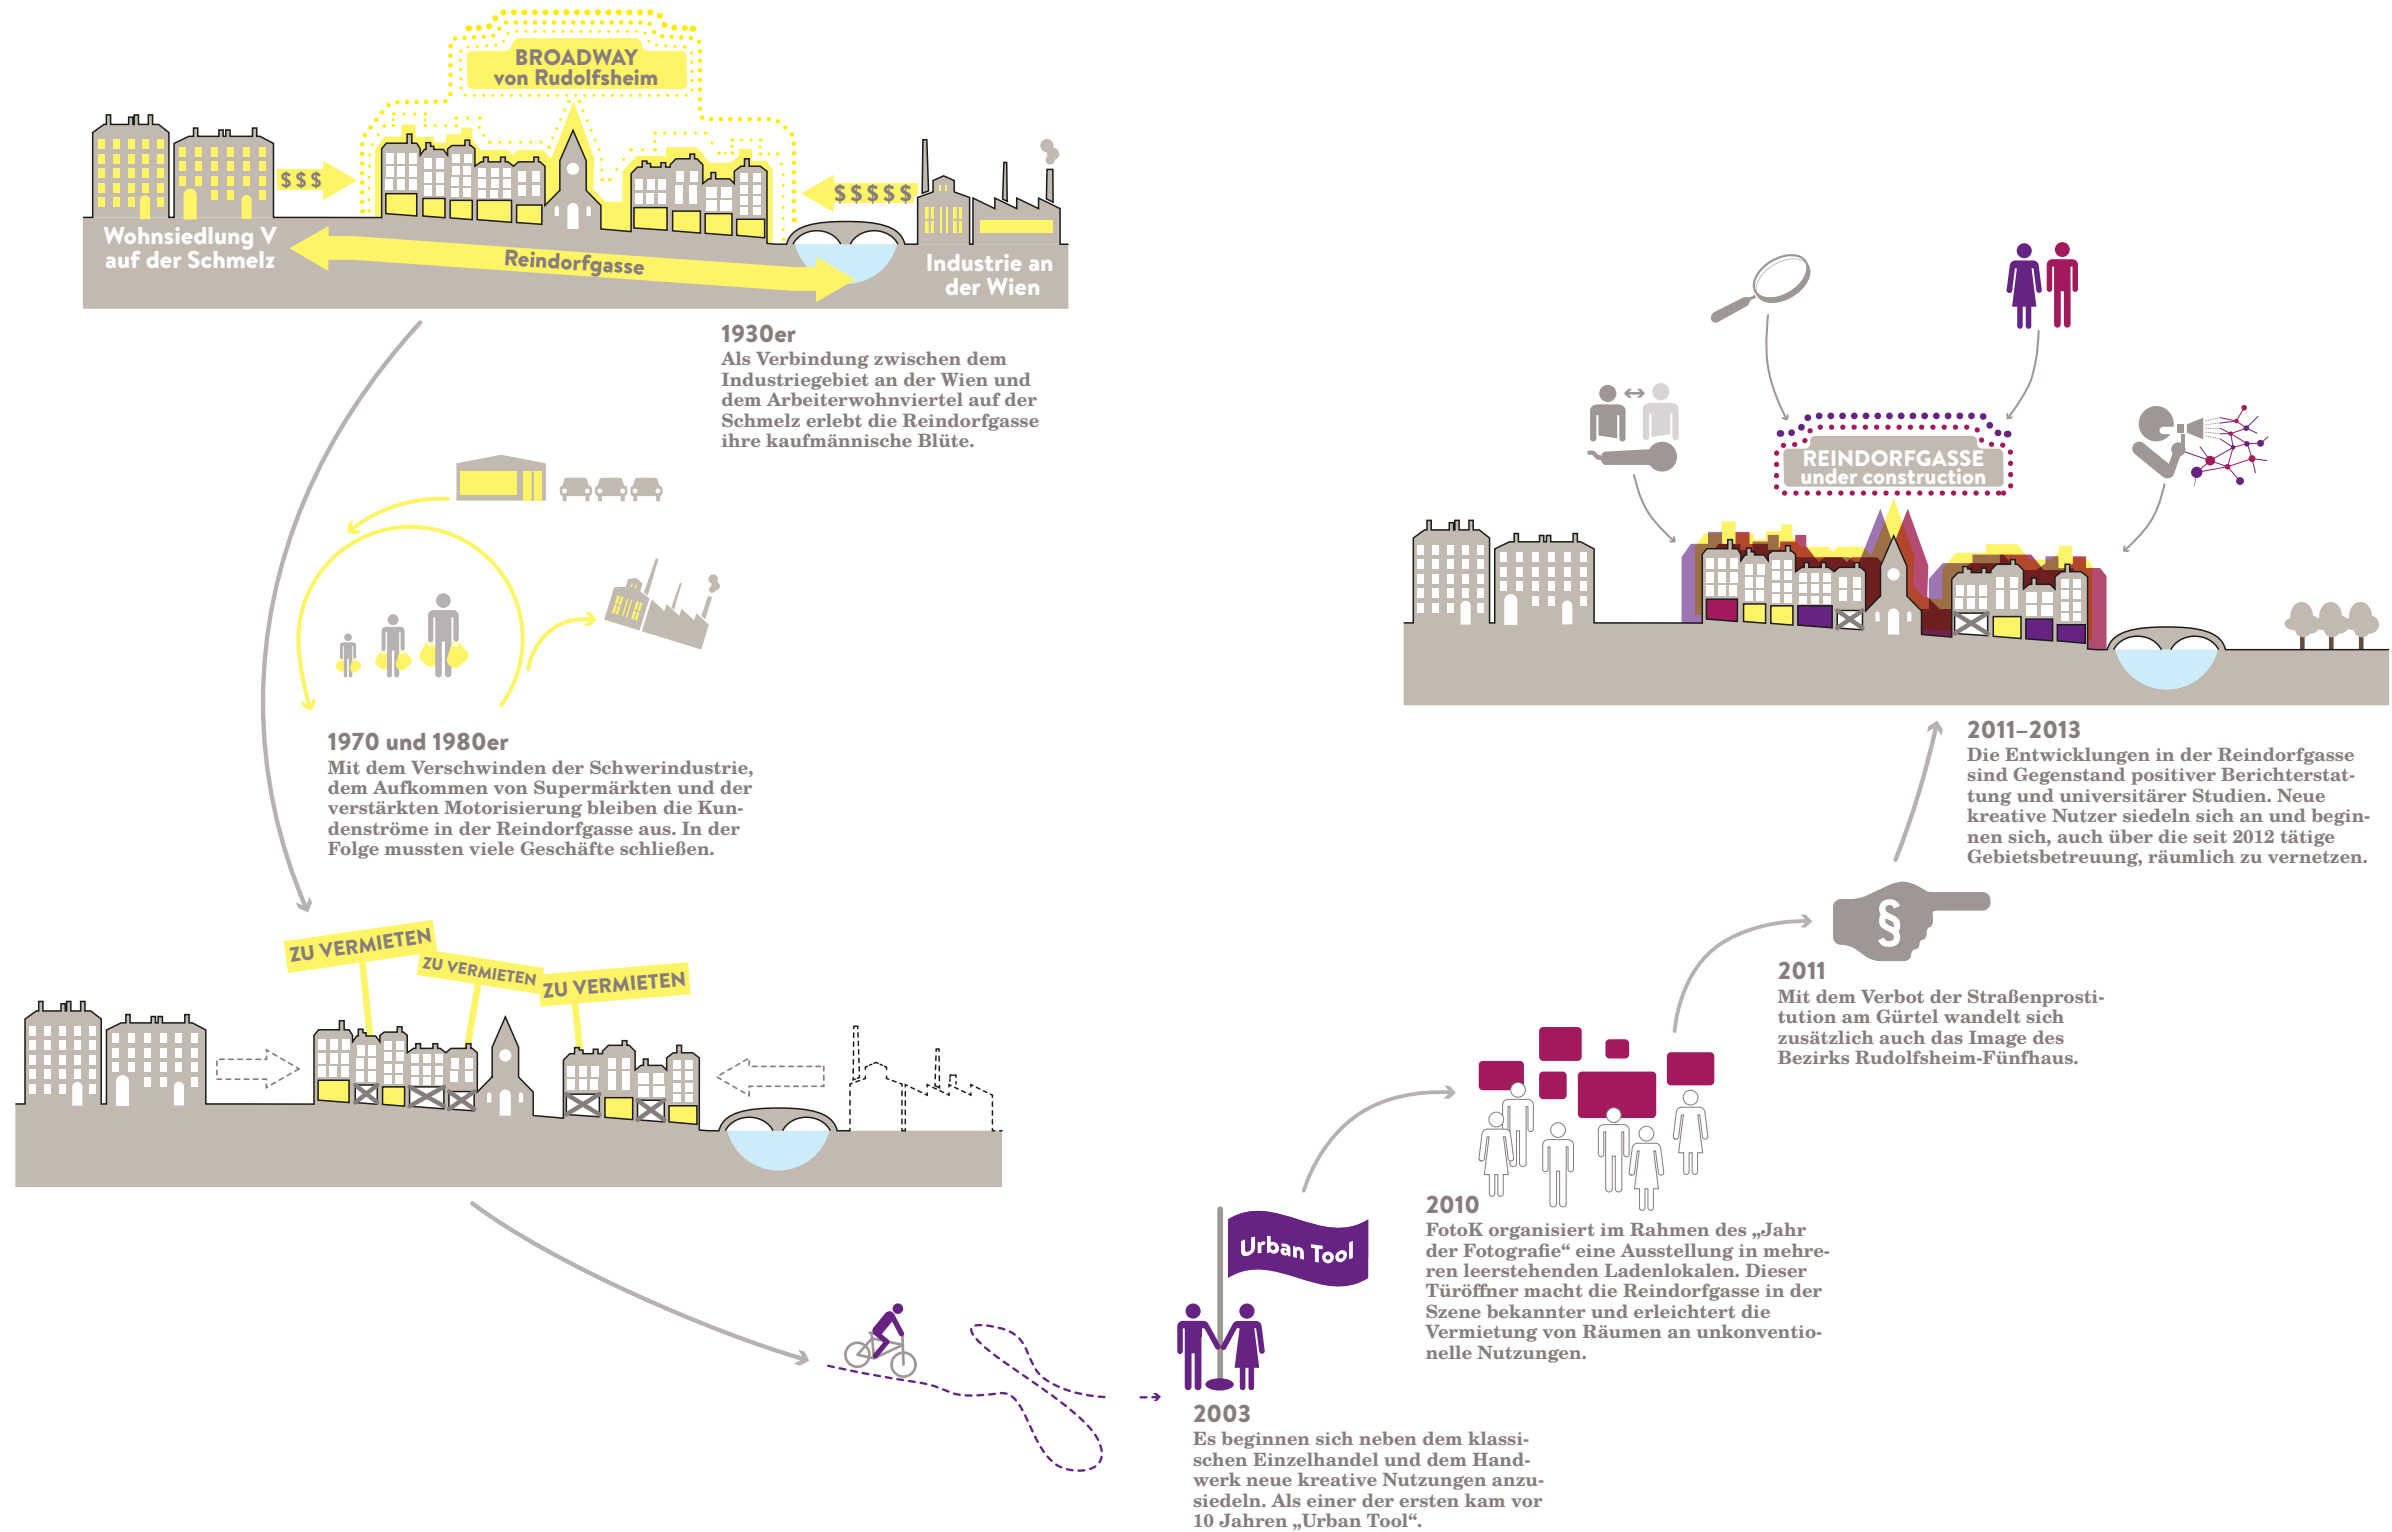 BROADWAY
von Rudolfsheim
$$$
$$$$$
Wohnsiedlung V
auf der Schmelz
Reindorfgasse
Industrie an
der Wien
1930er
Als Verbindung zwischen dem
Industriegebiet an der Wien und
dem Arbeiterwohnviertel auf der
Schmelz erlebt die Reindorfgasse
ihre kaufmännische Blüte.
1970 und 1980er
Mit dem Verschwinden der Schwerindustrie,
dem Aufkommen von Supermärkten und der
verstärkten Motorisierung bleiben die Kun-
denströme in der Reindorfgasse aus. In der
Folge mussten viele Geschäfte schließen.
ZU VERMIETEN
ZU VERMIETEN
ZU VERMIETEN
Urban Tool
2003
Es beginnen sich neben dem klassi-
schen Einzelhandel und dem Hand-
werk neue kreative Nutzungen anzu-
siedeln. Als einer der ersten kam vor
10 Jahren „Urban Tool“.
2010
FotoK organisiert im Rahmen des „Jahr
der Fotografie“ eine Ausstellung in mehre-
ren leerstehenden Ladenlokalen. Dieser
Türöffner macht die Reindorfgasse in der
Szene bekannter und erleichtert die
Vermietung von Räumen an unkonventio-
nelle Nutzungen.
§
2011
Mit dem Verbot der Straßenprosti-
tution am Gürtel wandelt sich
zusätzlich auch das Image des
Bezirks Rudolfsheim-Fünfhaus.
REINDORFGASSE
under construction
2011–2013
Die Entwicklungen in der Reindorfgasse
sind Gegenstand positiver Berichterstat-
tung und universitärer Studien. Neue
kreative Nutzer siedeln sich an und begin-
nen sich, auch über die seit 2012 tätige
Gebietsbetreuung, räumlich zu vernetzen.